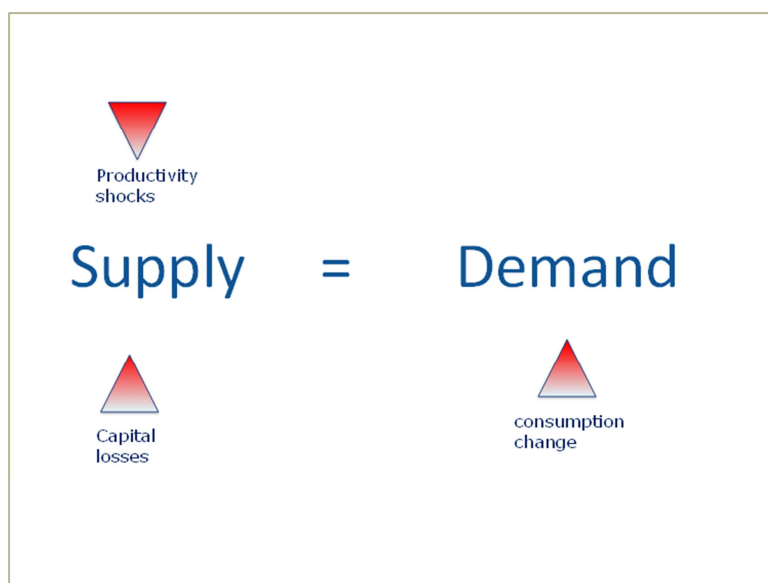 Productivity
shocks
Supply = Demand
Capital
losses
consumption
change